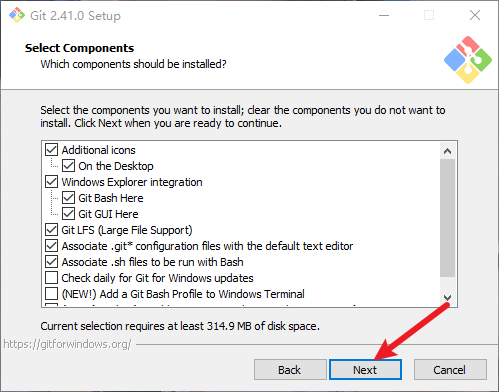 Git 2.41.0 Setup
Select Components
Which components should be installed?
Select the components you want to install; clear the components you do not want to
install. Click Next when you are ready to continue.
Additional icons
On the Desktop
Windows Explorer integration
Git Bash Here
Git GUI Here
Git LFS (Large File Support)
Associate .git* configuration files with the default text editor
Associate .sh files to be run with Bash
Check daily for Git for Windows updates
(NEW!) Add a Git Bash Profile to Windows Terminal
Current selection requires at least 314.9 MB of disk space.
https://gitforwindows.org/
Back
Next
Cancel